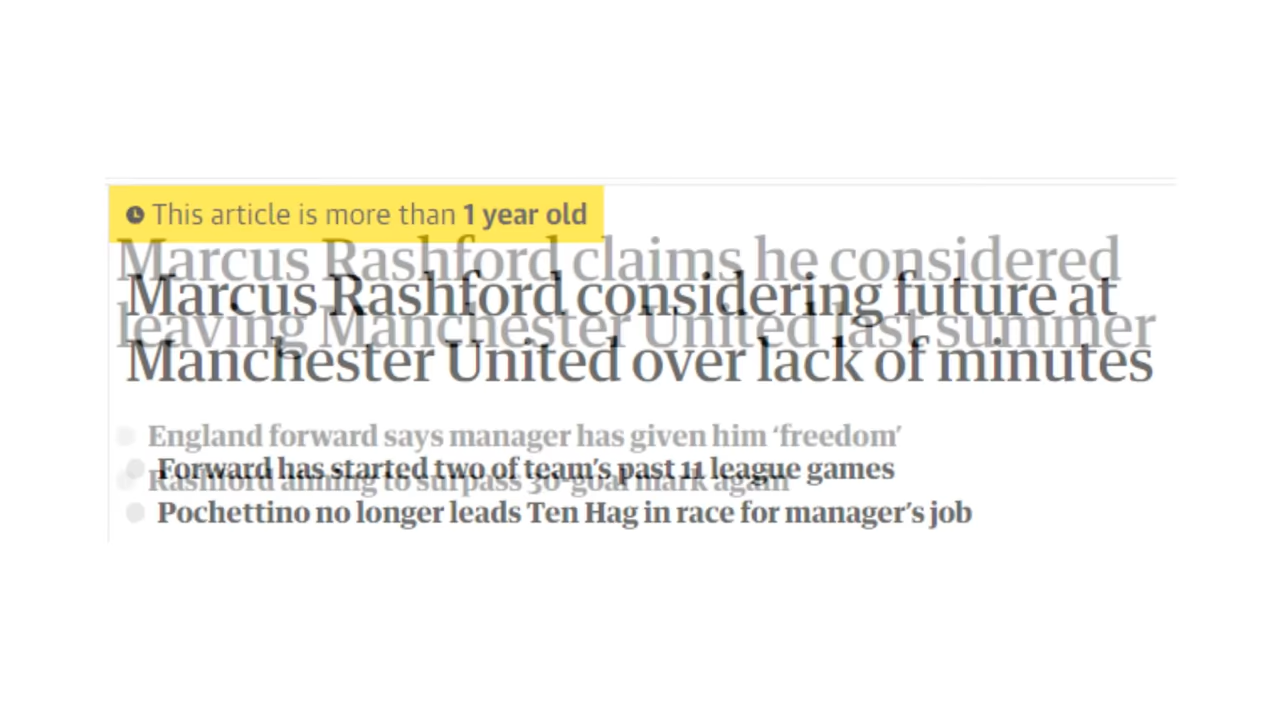 This article is more than 1 year old
Marcus Rashford claims he considered
Marcus Rashford considering future at
leaving Manchester United last summer
Manchester United over lack of minutes
England forward says manager has given him ‘freedom’
Forward has started two of team’s past 11 league games
Rashford aiming to surpass 30-goal mark again
Pochettino no longer leads Ten Hag in race for manager’s job